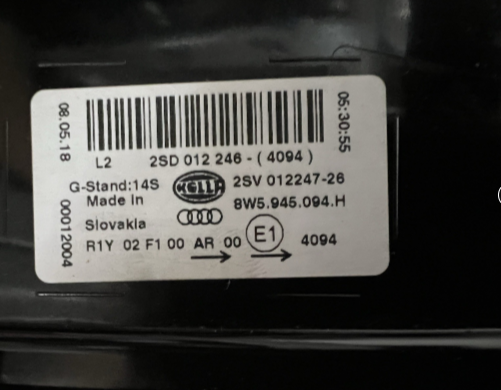 08.05.18
05:30:55
L2 2SD 012 246 - ( 4094 )
G-Stand:14S HELLA 2SV 012247-26
Made In 8W5.945.094.H
Slovakia
00012004
R1Y 02 F1 00 AR 00 E1 4094